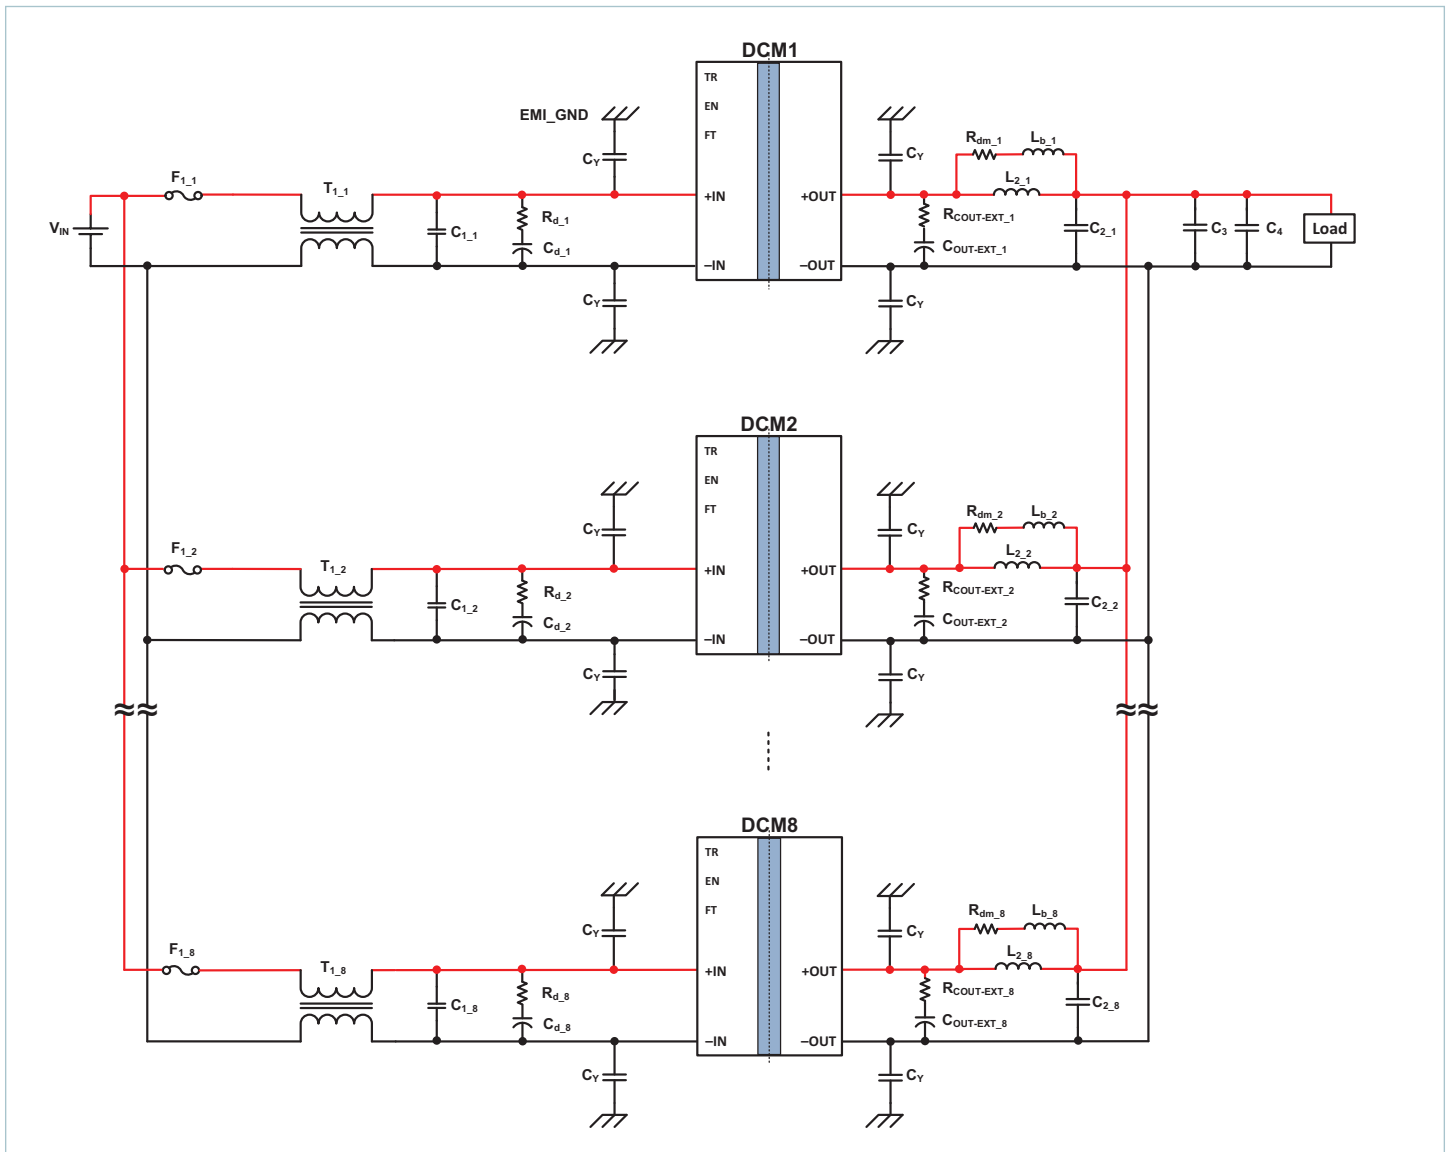 DCM1
TR
EN
FT
EMI_GND
CY
CY
Rdm_1
Lb_1
F1_1
T1_1
L2_1
+IN
+OUT
VIN
C1_1
Rd_1
Cd_1
RCOUT-EXT_1
COUT-EXT_1
C2_1
C3
C4
Load
–IN
–OUT
CY
CY
DCM2
TR
EN
FT
CY
CY
Rdm_2
Lb_2
F1_2
T1_2
L2_2
+IN
+OUT
C1_2
Rd_2
Cd_2
RCOUT-EXT_2
COUT-EXT_2
C2_2
–IN
–OUT
CY
CY
DCM8
TR
EN
FT
CY
CY
Rdm_8
Lb_8
F1_8
T1_8
L2_8
+IN
+OUT
C1_8
Rd_8
Cd_8
RCOUT-EXT_8
COUT-EXT_8
C2_8
–IN
–OUT
CY
CY